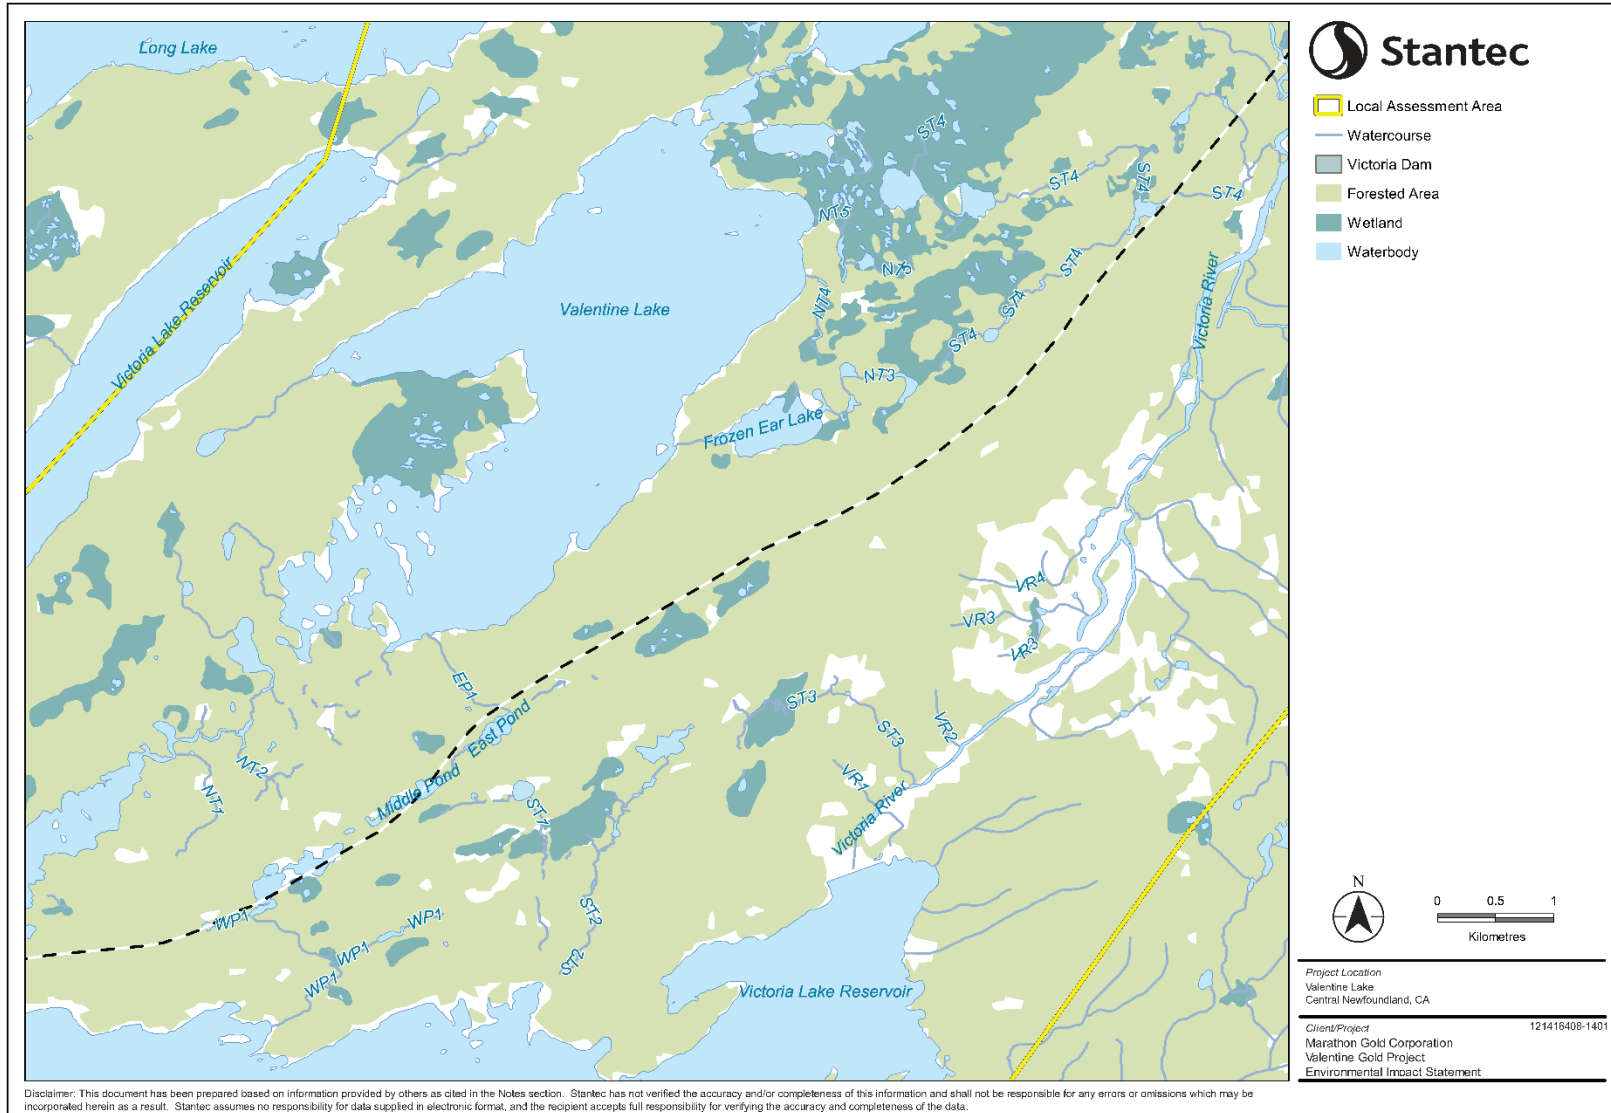 Long Lake
Stantec
Local Assessment Area
Watercourse
Victoria Dam
Forested Area
Wetland
Waterbody
ST4
ST4
ST4
ST4
NT5
NT5
ST4
Victoria Lake Reservoir
Valentine Lake
NT4
ST4
Victoria River
ST4
NT3
Frozen Ear Lake
VR4
VR3
VR3
EP1
ST3
East Pond
ST3
VR2
NT2
Middle Pond
VR1
NT1
ST1
Victoria River
WP1
WP1
ST2
WP1
ST2
WP1
Victoria Lake Reservoir
N
0 0.5 1
Kilometres
Project Location
Valentine Lake
Central Newfoundland, CA
Client/Project 121416408-1401
Marathon Gold Corporation
Valentine Gold Project
Environmental Impact Statement
Disclaimer: This document has been prepared based on information provided by others as cited in the Notes section. Stantec has not verified the accuracy and/or completeness of this information and shall not be responsible for any errors or omissions which may be
incorporated herein as a result. Stantec assumes no responsibility for data supplied in electronic format, and the recipient accepts full responsibility for verifying the accuracy and completeness of the data.